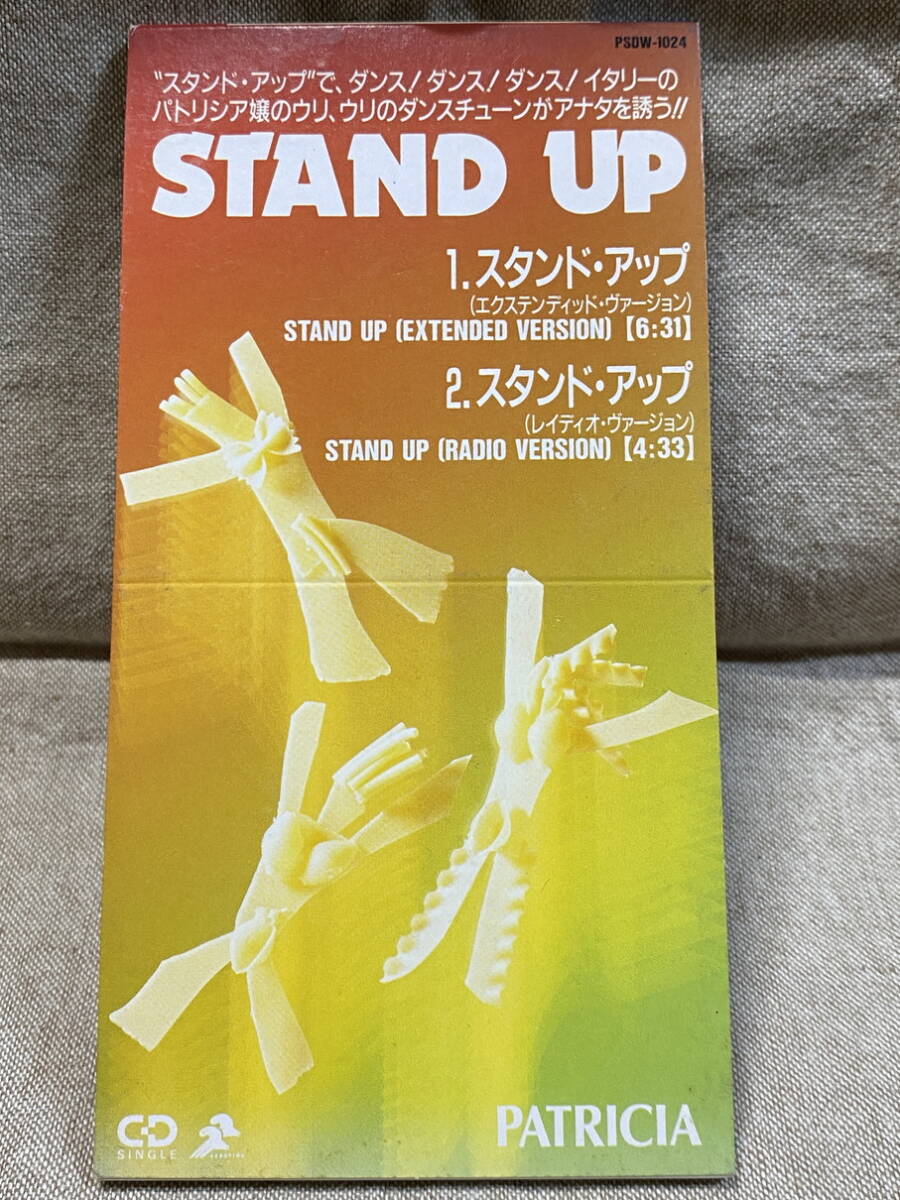 PSDW-1024
"スタンド・アップ"で、ダンス!ダンス!ダンス!イタリーの
パトリシア嬢のウリ、ウリのダンスチューンがアナタを誘う!!
STAND UP
1.スタンド・アップ
(エクステンディッド・ヴァージョン)
STAND UP (EXTENDED VERSION)【6:31】
2.スタンド・アップ
(レイディオ・ヴァージョン)
STAND UP (RADIO VERSION)【4:33】
CD
SINGLE
PATRICIA